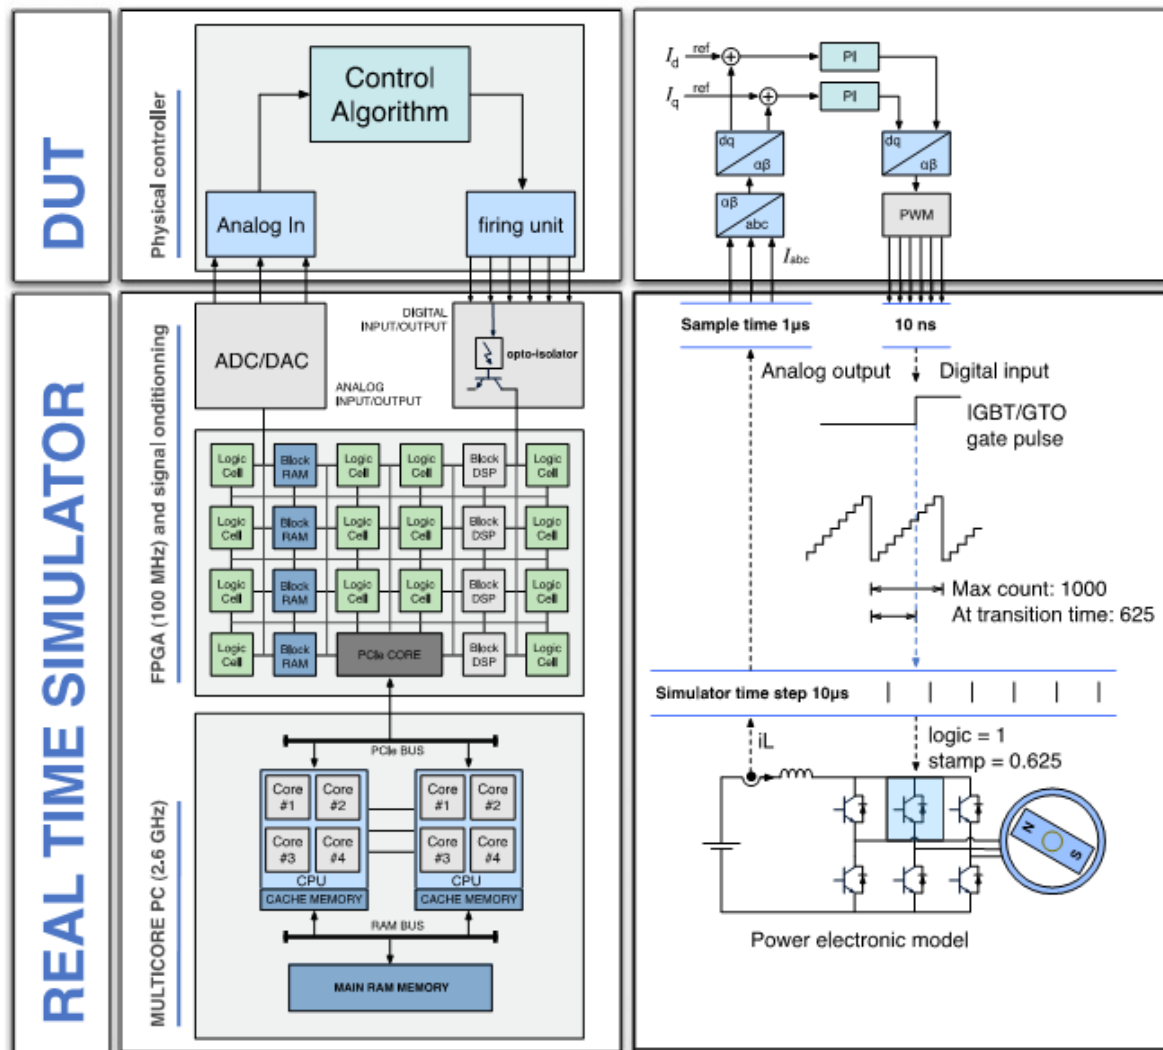 DUT
Physical controller
Control
Algorithm
Analog In
firing unit
I_d ref
PI
I_q ref
PI
dq
αβ
dq
αβ
αβ
abc
PWM
I_abc
REAL TIME SIMULATOR
FPGA (100 MHz) and signal onditionning
ADC/DAC
DIGITAL
INPUT/OUTPUT
opto-isolator
ANALOG
INPUT/OUTPUT
Logic
Cell
Block
RAM
Logic
Cell
Logic
Cell
Block
DSP
Logic
Cell
Logic
Cell
Block
RAM
Logic
Cell
Logic
Cell
Block
DSP
Logic
Cell
Logic
Cell
Block
RAM
Logic
Cell
Logic
Cell
Block
DSP
Logic
Cell
Logic
Cell
Block
RAM
PCIe CORE
Block
DSP
Logic
Cell
MULTICORE PC (2.6 GHz)
PCIe BUS
Core
#1
Core
#2
Core
#3
Core
#4
CPU
CACHE MEMORY
Core
#1
Core
#2
Core
#3
Core
#4
CPU
CACHE MEMORY
RAM BUS
MAIN RAM MEMORY
Sample time 1µs
10 ns
Analog output
Digital input
IGBT/GTO
gate pulse
Max count: 1000
At transition time: 625
Simulator time step 10µs
iL
logic = 1
stamp = 0.625
N
S
Power electronic model